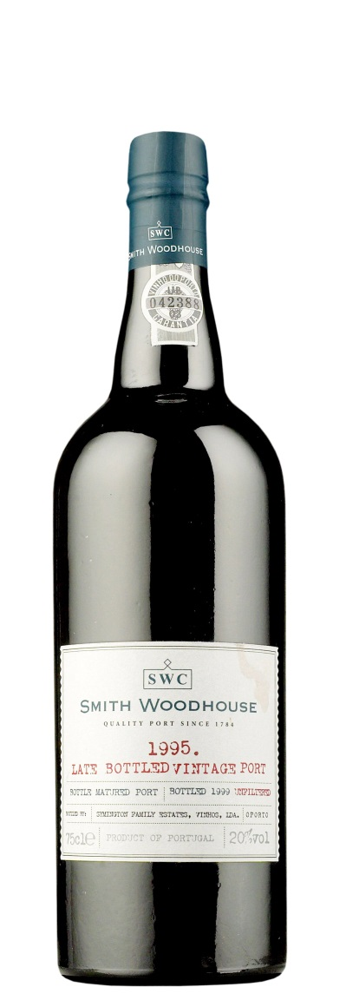 SWC
SMITH WOODHOUSE
VINHO DO PORTO
042388
GARANTIA
SWC
SMITH WOODHOUSE
QUALITY PORT SINCE 1784
1995.
LATE BOTTLED VINTAGE PORT
BOTTLE MATURED PORT BOTTLED 1999 UNFILTERED
BOTTLED BY: SYMINGTON FAMILY ESTATES, VINHOS, LDA. OPORTO
75cl e PRODUCT OF PORTUGAL 20% vol